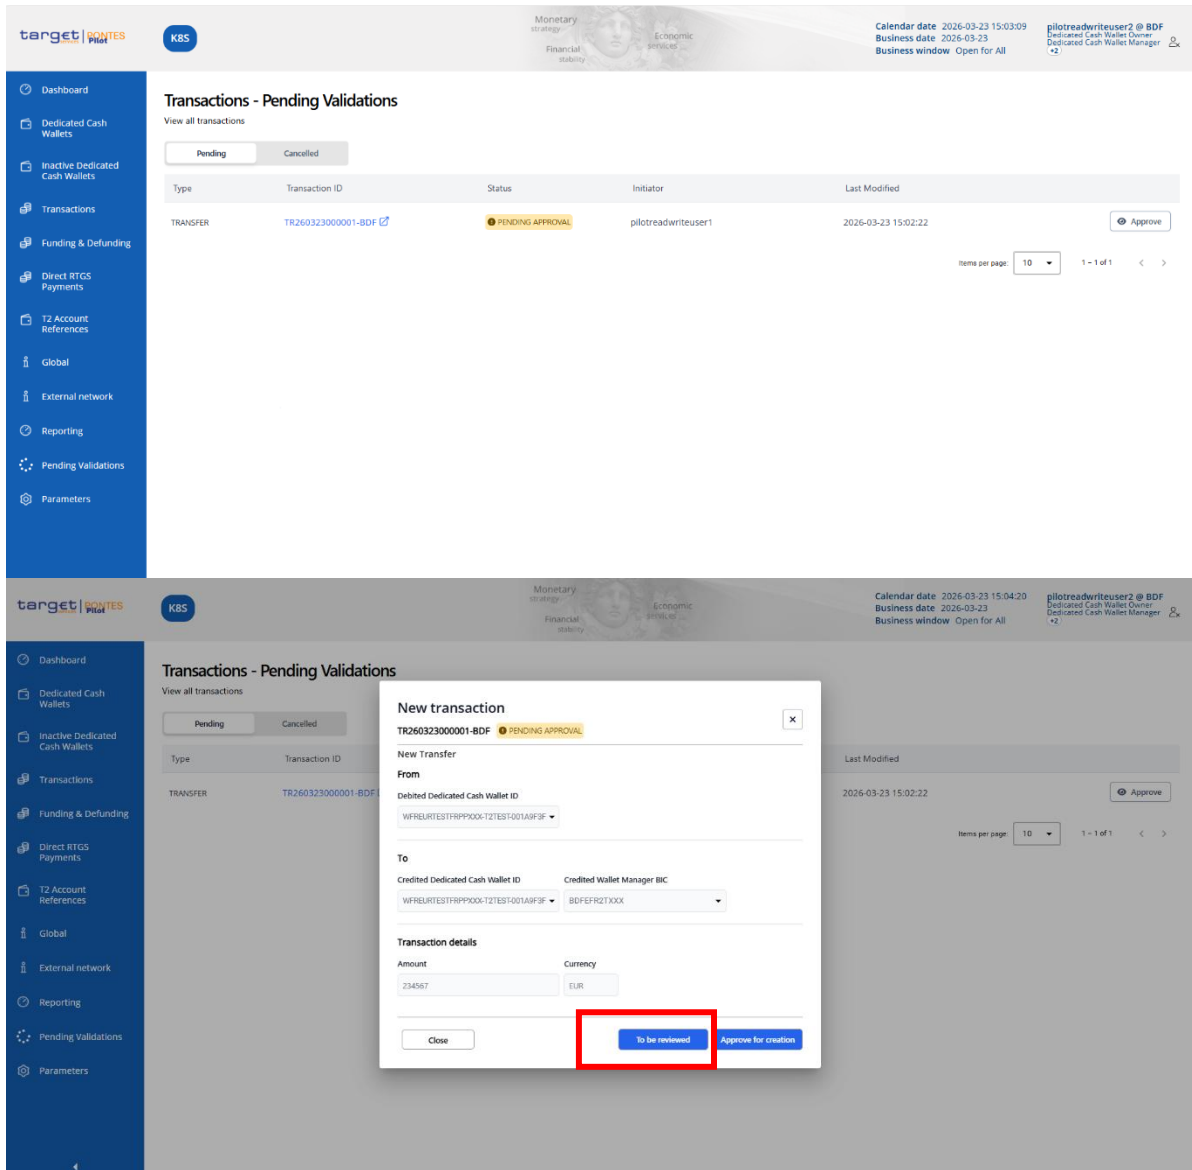 target | PONTES
Pilot
K8S
Monetary
strategy
Economic
services
Financial
stability
Calendar date 2026-03-23 15:03:09
Business date 2026-03-23
Business window Open for All
pilotreadwriteuser2 @ BDF
Dedicated Cash Wallet Owner
Dedicated Cash Wallet Manager
+2
Dashboard
Dedicated Cash
Wallets
Inactive Dedicated
Cash Wallets
Transactions
Funding & Defunding
Direct RTGS
Payments
T2 Account
References
Global
External network
Reporting
Pending Validations
Parameters
Transactions - Pending Validations
View all transactions
Pending Cancelled
Type Transaction ID Status Initiator Last Modified
TRANSFER TR260323000001-BDF PENDING APPROVAL pilotreadwriteuser1 2026-03-23 15:02:22 Approve
Items per page: 10 1 – 1 of 1
target | PONTES
Pilot
K8S
Monetary
strategy
Economic
services
Financial
stability
Calendar date 2026-03-23 15:04:20
Business date 2026-03-23
Business window Open for All
pilotreadwriteuser2 @ BDF
Dedicated Cash Wallet Owner
Dedicated Cash Wallet Manager
+2
Dashboard
Dedicated Cash
Wallets
Inactive Dedicated
Cash Wallets
Transactions
Funding & Defunding
Direct RTGS
Payments
T2 Account
References
Global
External network
Reporting
Pending Validations
Parameters
Transactions - Pending Validations
View all transactions
Pending Cancelled
Type Transaction ID Last Modified
TRANSFER TR260323000001-BDF 2026-03-23 15:02:22 Approve
Items per page: 10 1 – 1 of 1
New transaction
TR260323000001-BDF PENDING APPROVAL
New Transfer
From
Debited Dedicated Cash Wallet ID
WFREURTESTFRPPXXX-T2TEST-001A9F3F
To
Credited Dedicated Cash Wallet ID Credited Wallet Manager BIC
WFREURTESTFRPPXXX-T2TEST-001A9F3F BDFEFR2TXXX
Transaction details
Amount Currency
234567 EUR
Close To be reviewed Approve for creation